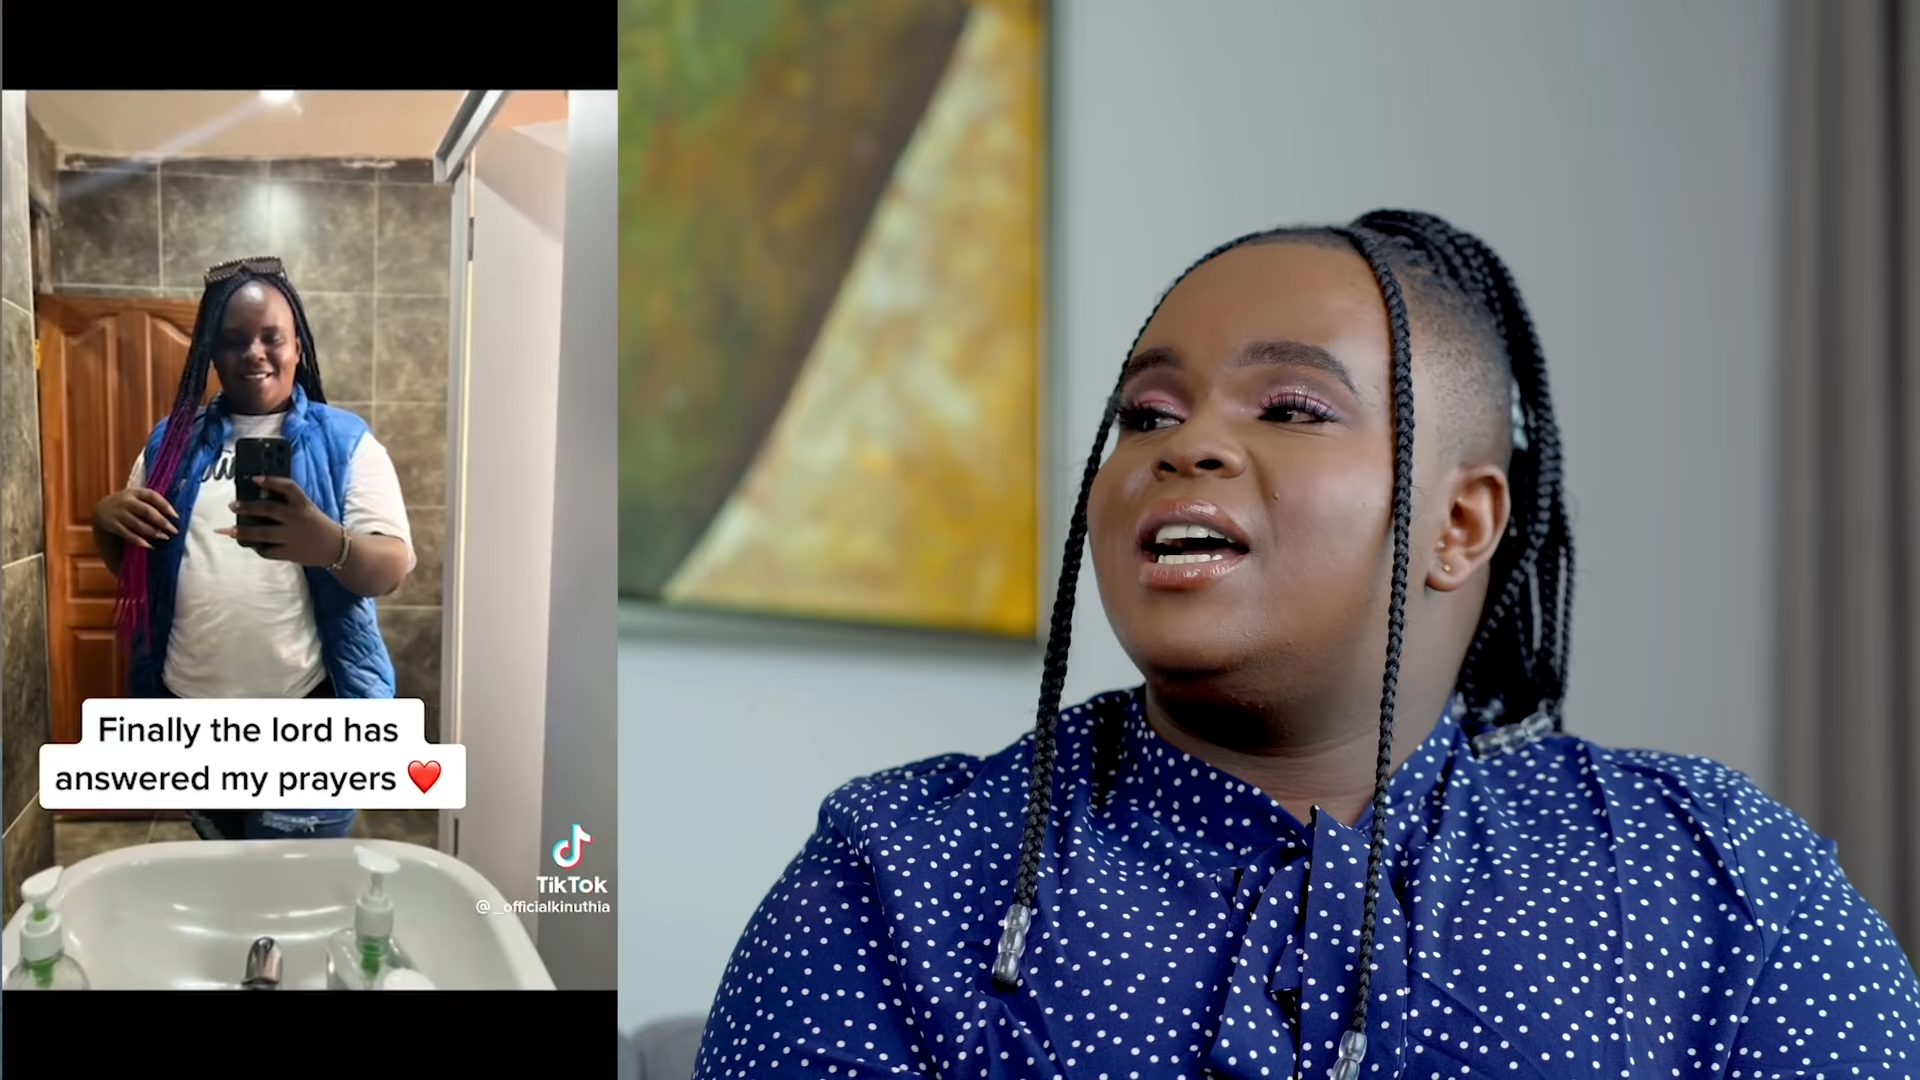 Finally the lord has
answered my prayers ❤️
TikTok
@_officialkinuthia